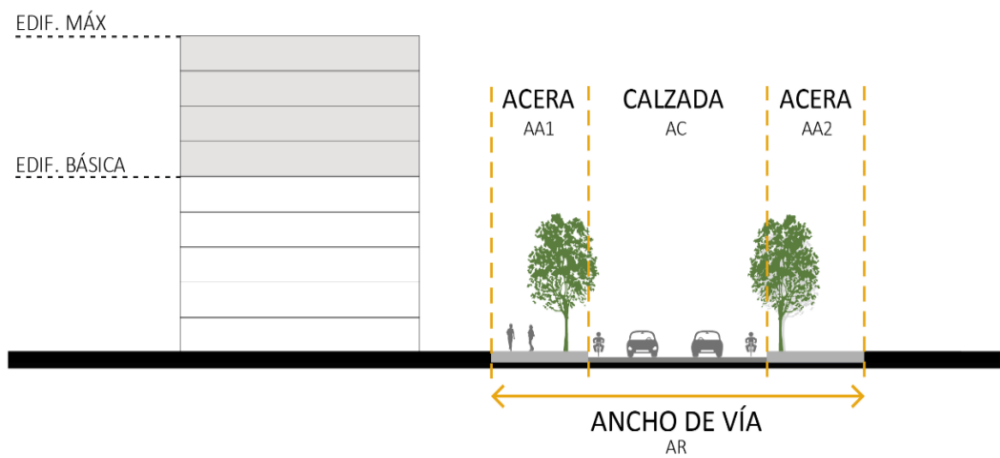 EDIF. MÁX
EDIF. BÁSICA
ACERA
AA1
CALZADA
AC
ACERA
AA2
ANCHO DE VÍA
AR